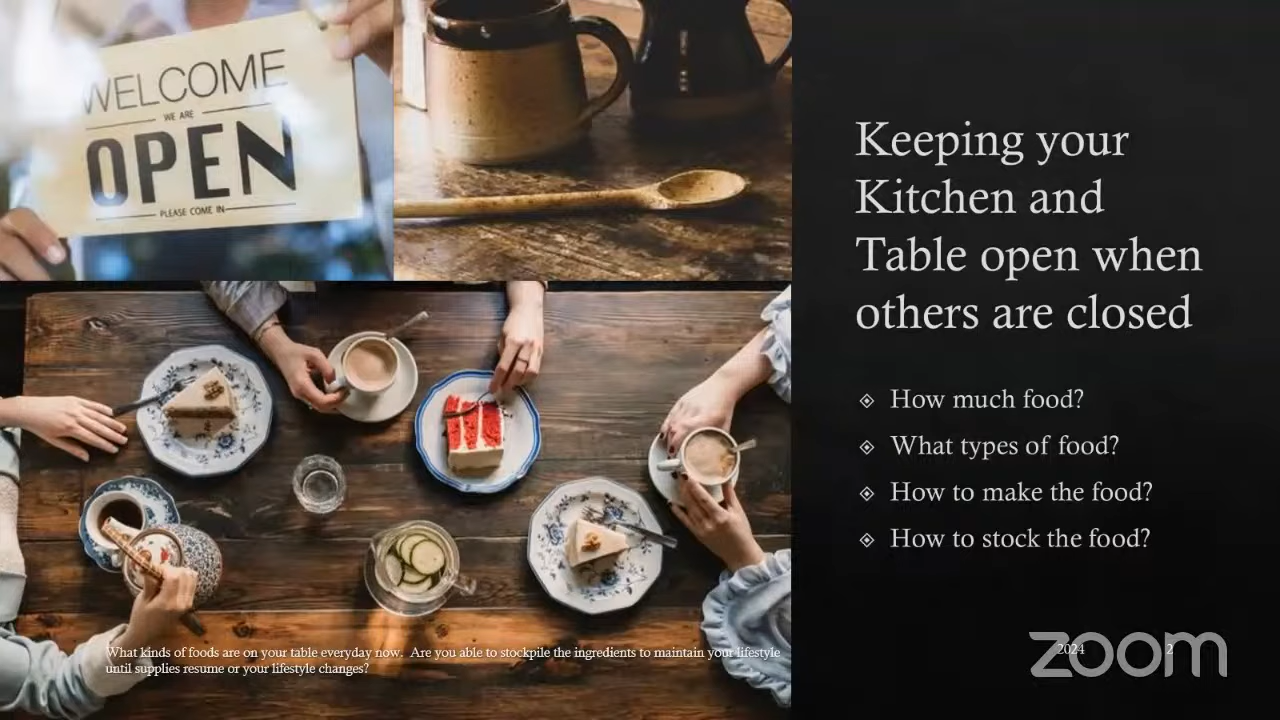 WELCOME
WE ARE
OPEN
PLEASE COME IN
Keeping your
Kitchen and
Table open when
others are closed
How much food?
What types of food?
How to make the food?
How to stock the food?
What kinds of foods are on your table everyday now. Are you able to stockpile the ingredients to maintain your lifestyle
until supplies resume or your lifestyle changes?
2024
2
zoom